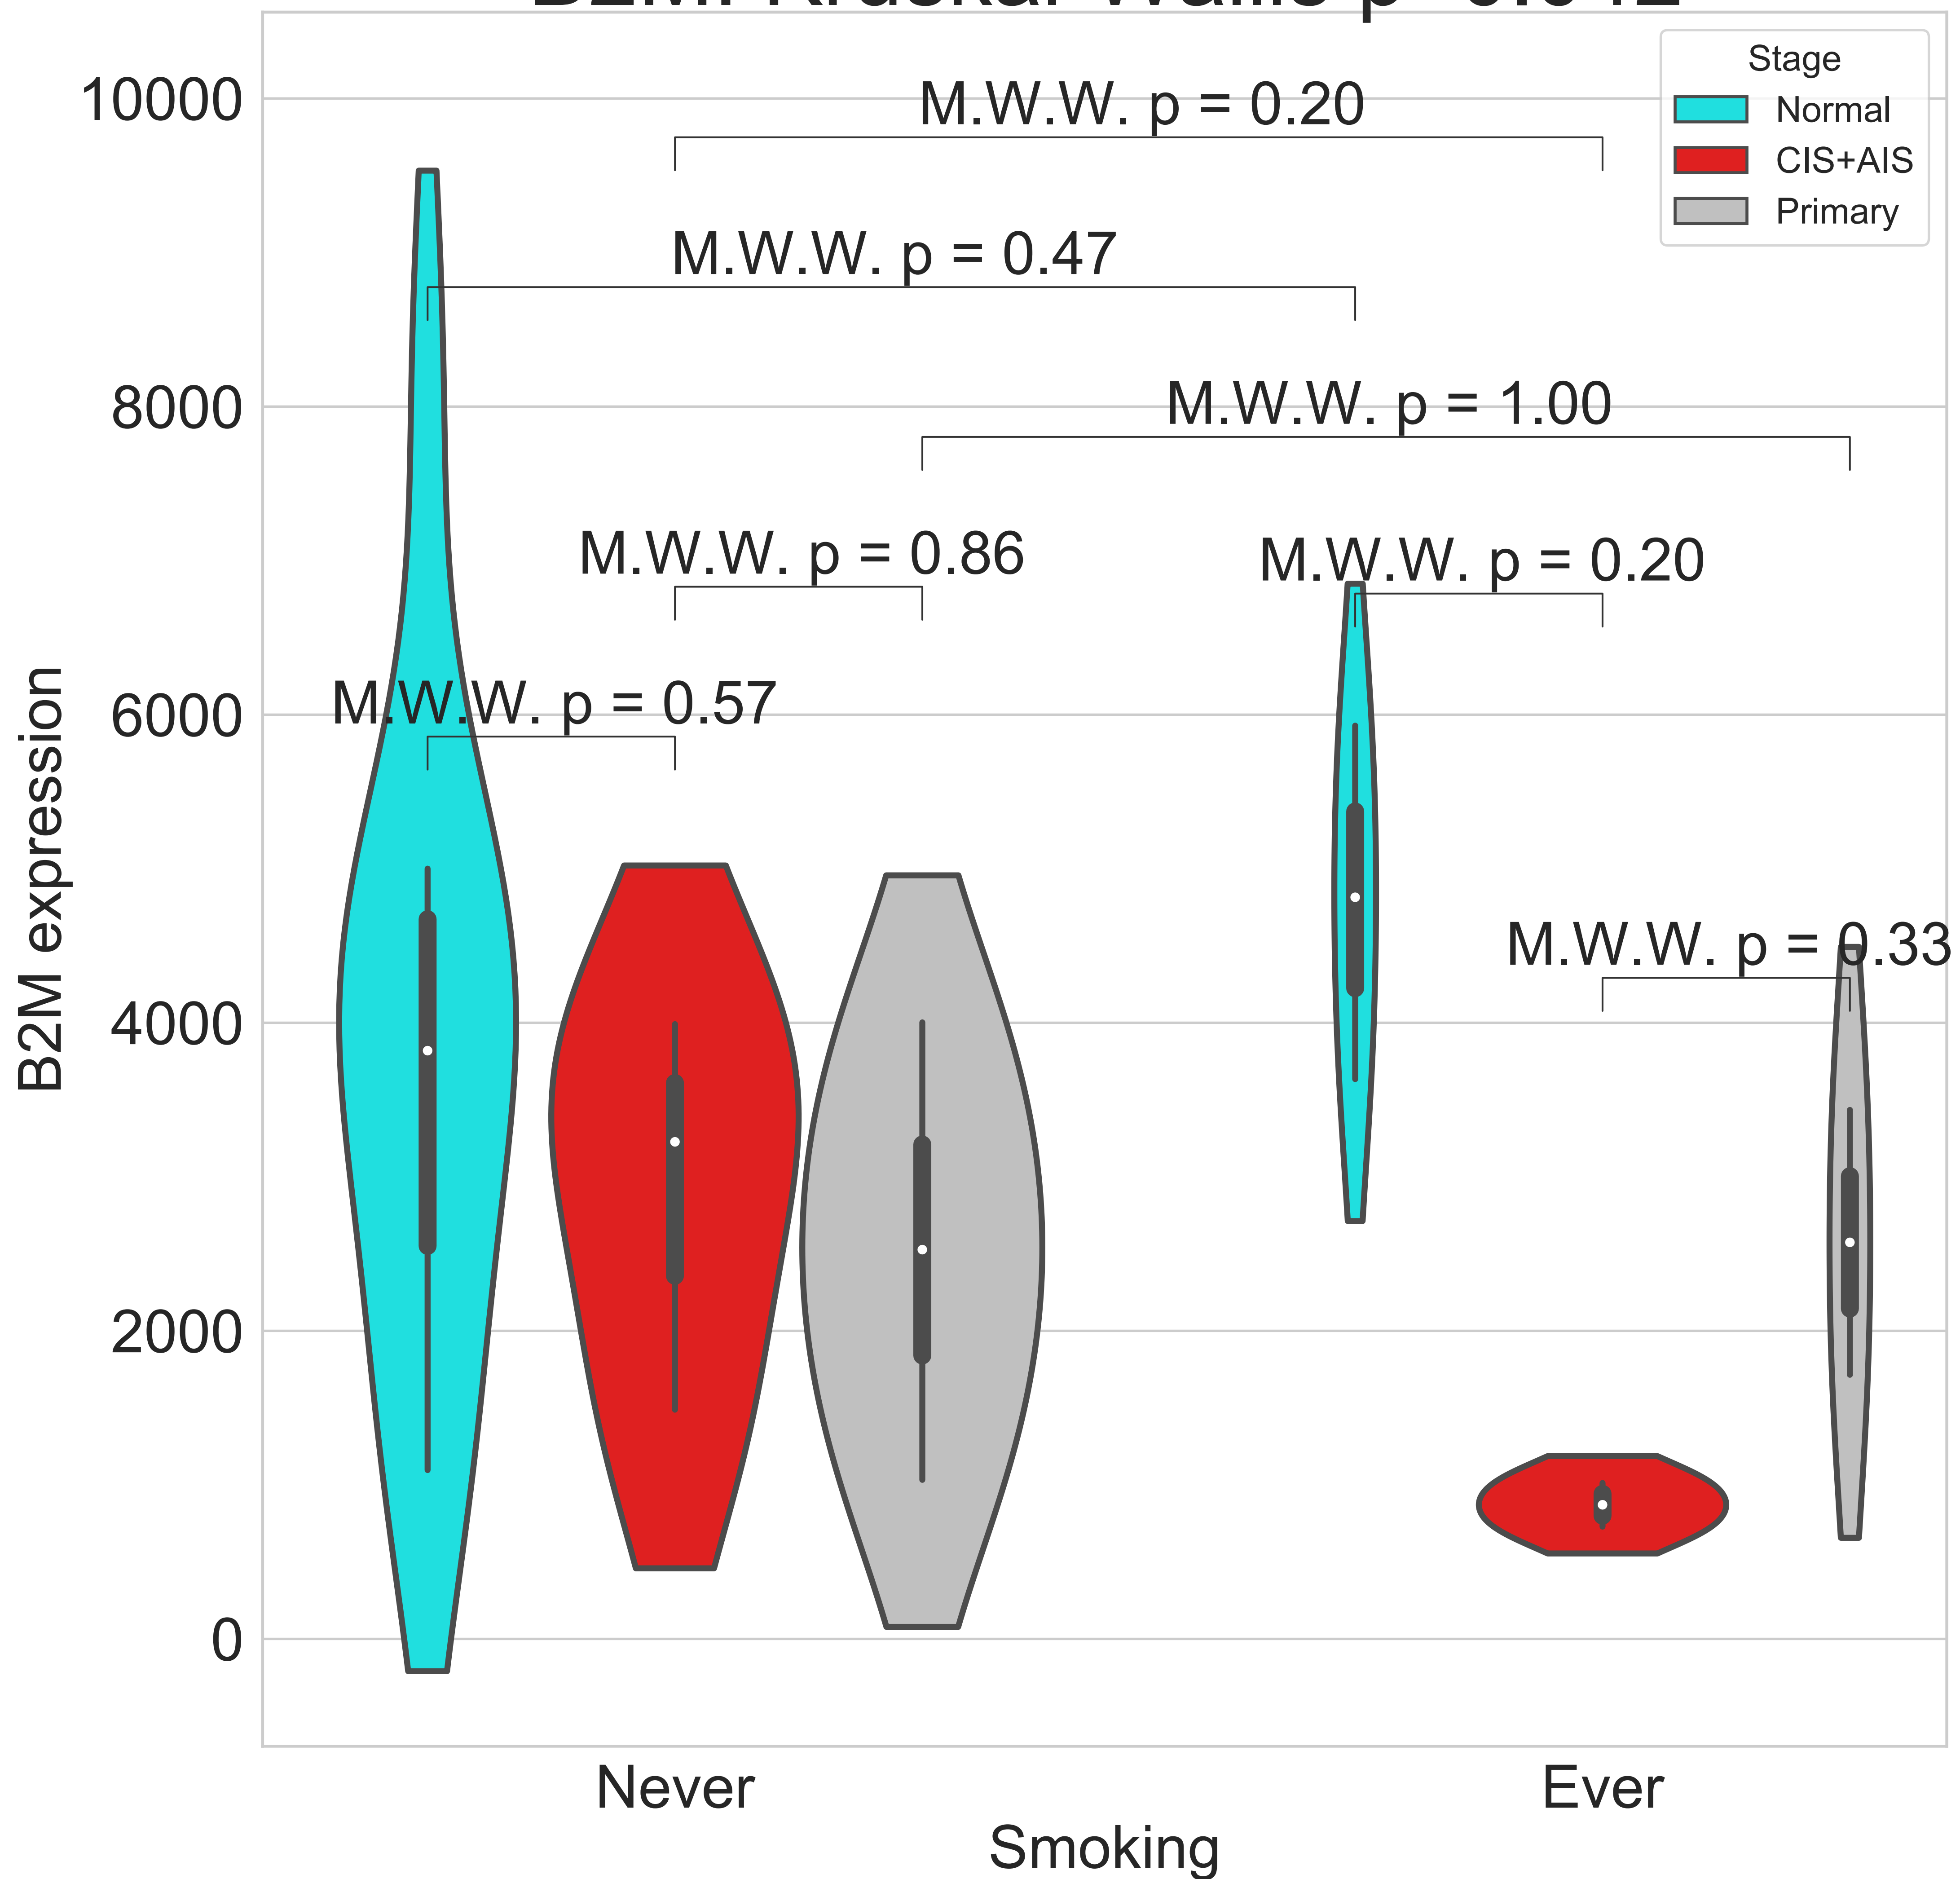 Stage
Normal
CIS+AIS
Primary
M.W.W. p = 0.20
M.W.W. p = 0.47
M.W.W. p = 1.00
M.W.W. p = 0.86
M.W.W. p = 0.20
M.W.W. p = 0.57
M.W.W. p = 0.33
10000
8000
6000
4000
2000
0
B2M expression
Never
Ever
Smoking